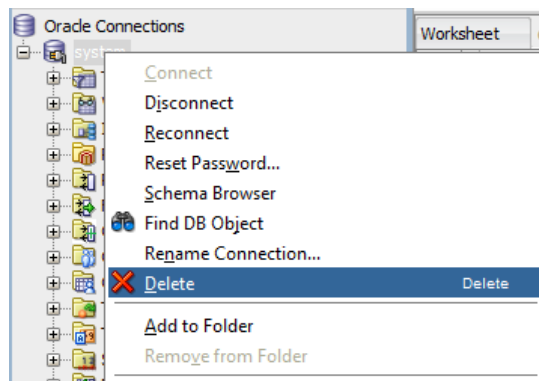 Oracle Connections
Worksheet
system
Connect
Disconnect
Reconnect
Reset Password...
Schema Browser
Find DB Object
Rename Connection...
Delete Delete
Add to Folder
Remove from Folder